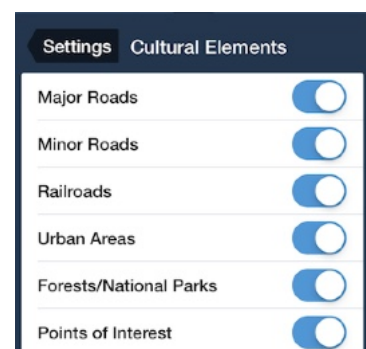 Settings Cultural Elements
Major Roads
Minor Roads
Railroads
Urban Areas
Forests/National Parks
Points of Interest